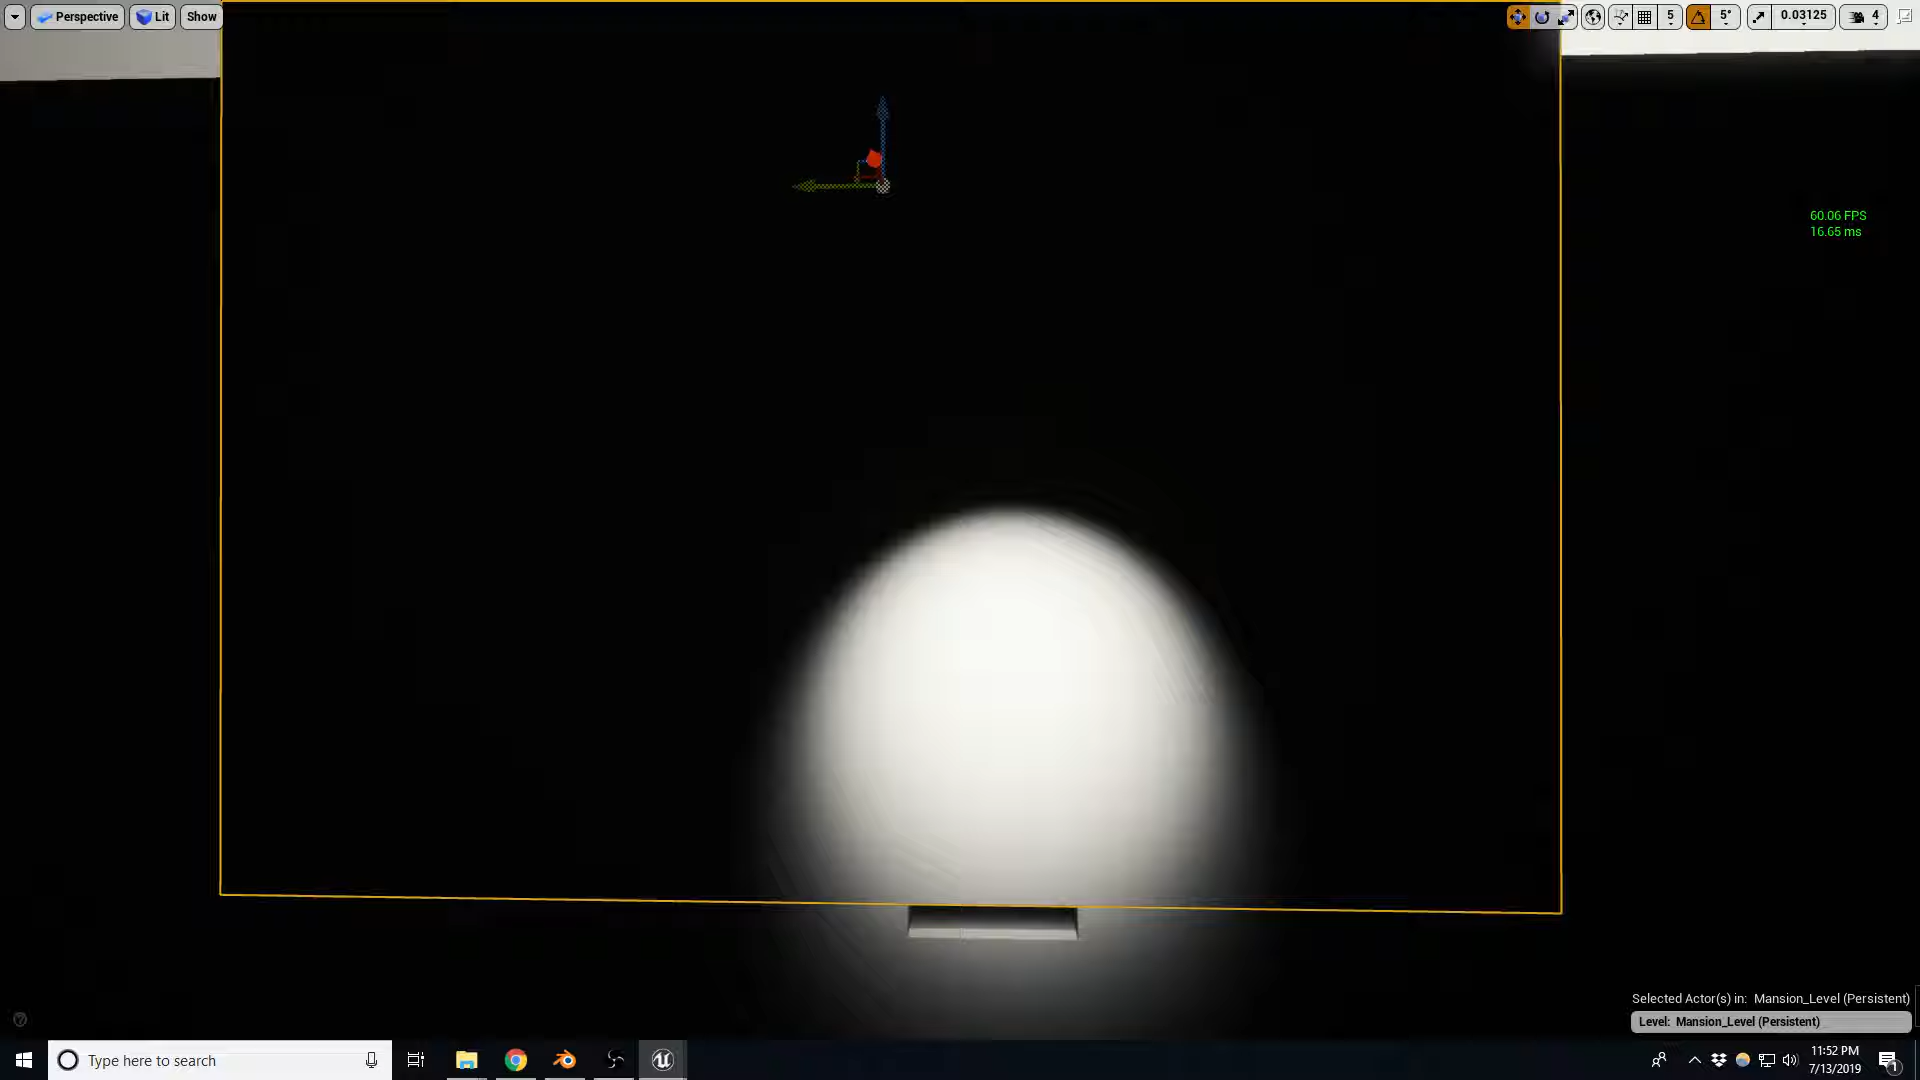 Perspective
Lit
Show
5
5°
0.03125
4
60.06 FPS
16.65 ms
Selected Actor(s) in: Mansion_Level (Persistent)
Level: Mansion_Level (Persistent)
Type here to search
11:52 PM
7/13/2019
1